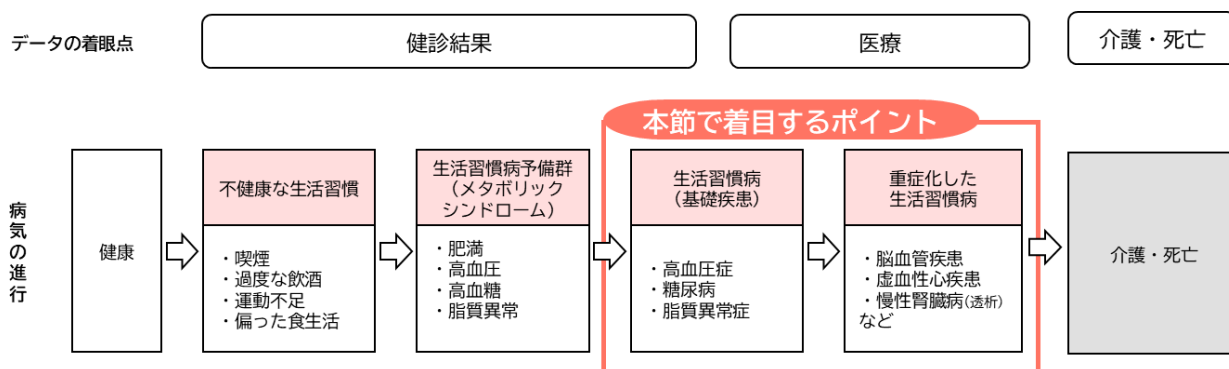 データの着眼点
健診結果
医療
介護・死亡
本節で着目するポイント
病気の進行
健康
不健康な生活習慣
・喫煙
・過度な飲酒
・運動不足
・偏った食生活
生活習慣病予備群
（メタボリック
シンドローム）
・肥満
・高血圧
・高血糖
・脂質異常
生活習慣病
（基礎疾患）
・高血圧症
・糖尿病
・脂質異常症
重症化した
生活習慣病
・脳血管疾患
・虚血性心疾患
・慢性腎臓病(透析)
など
介護・死亡